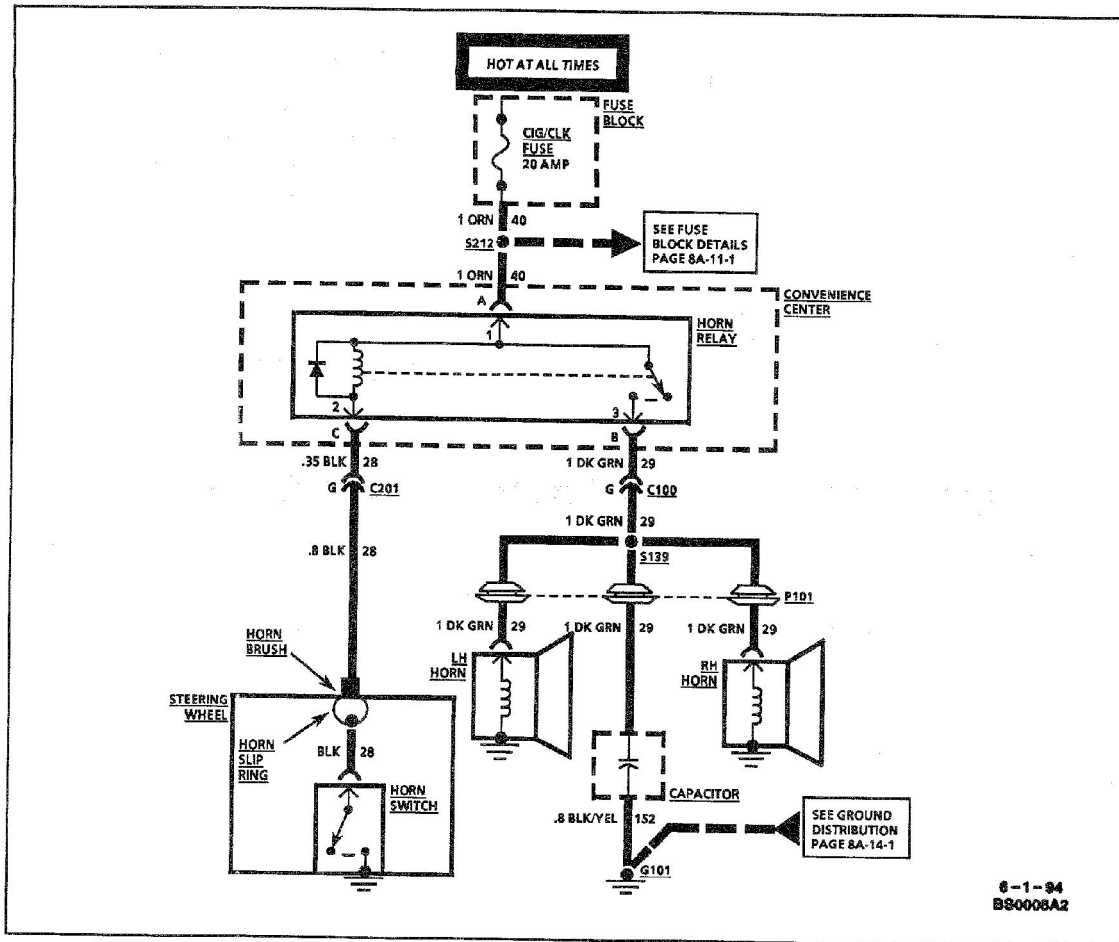 HOT AT ALL TIMES
FUSE
BLOCK
CIG/CLK
FUSE
20 AMP
1 ORN 40
S212
SEE FUSE
BLOCK DETAILS
PAGE 8A-11-1
1 ORN 40
A
CONVENIENCE
CENTER
1
HORN
RELAY
2
3
C
B
.35 BLK 28
1 DK GRN 29
G C201
G C100
1 DK GRN 29
.8 BLK 28
S139
P101
1 DK GRN 29
1 DK GRN 29
1 DK GRN 29
HORN
BRUSH
LH
HORN
RH
HORN
STEERING
WHEEL
HORN
SLIP
RING
BLK 28
HORN
SWITCH
CAPACITOR
.8 BLK/YEL 152
SEE GROUND
DISTRIBUTION
PAGE 8A-14-1
G101
6-1-94
BS0006A2